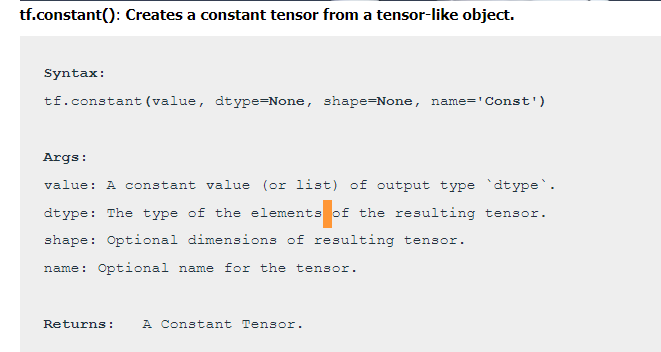 tf.constant(): Creates a constant tensor from a tensor-like object.
Syntax:
tf.constant(value, dtype=None, shape=None, name='Const')
Args:
value: A constant value (or list) of output type `dtype`.
dtype: The type of the elements of the resulting tensor.
shape: Optional dimensions of resulting tensor.
name: Optional name for the tensor.
Returns:   A Constant Tensor.